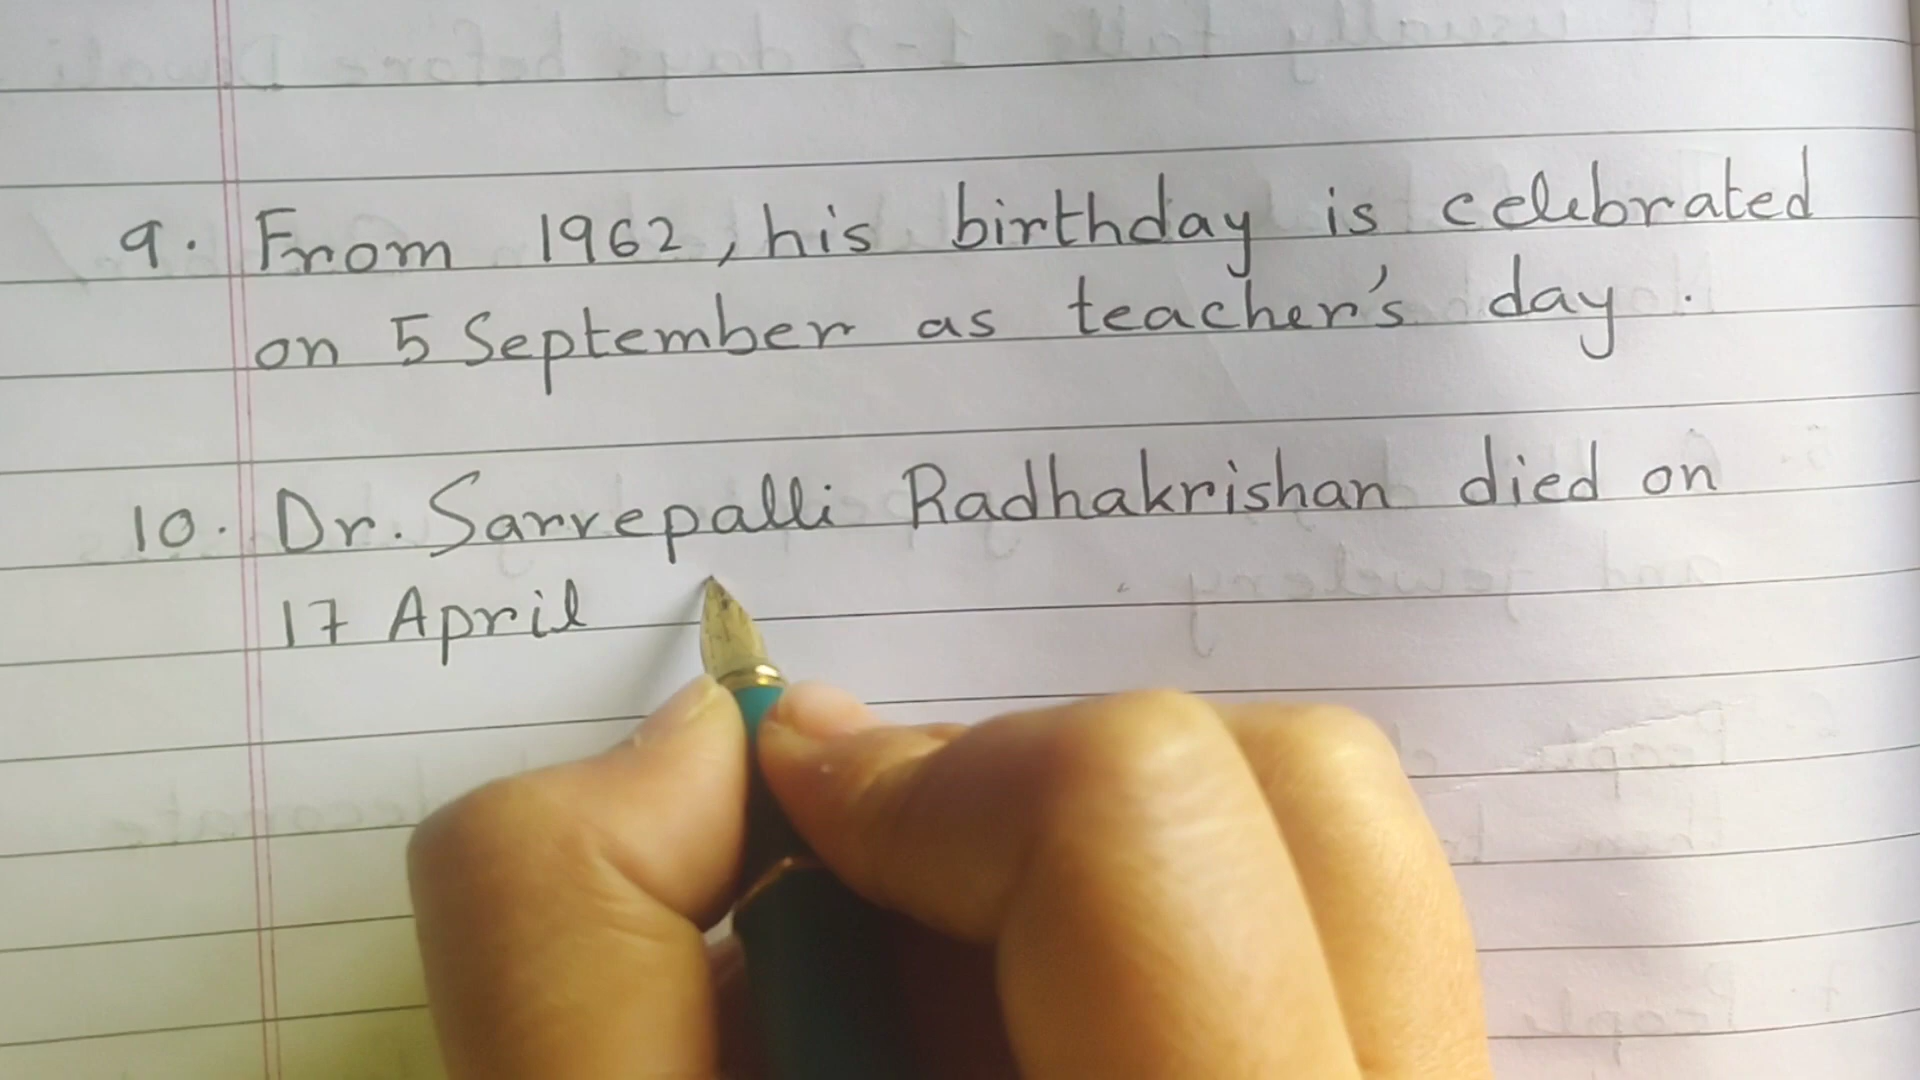 9. From 1962, his birthday is celebrated
on 5 September as teacher's day.
10. Dr. Sarvepalli Radhakrishan died on
17 April